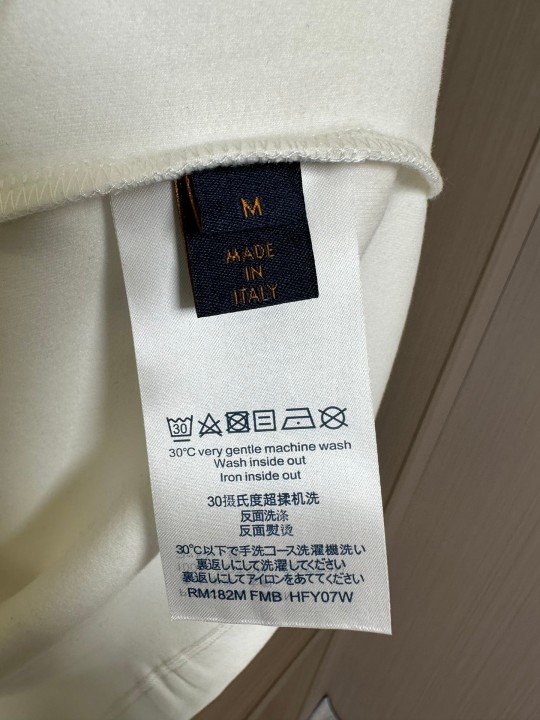 M
MADE
IN
ITALY
30
30°C very gentle machine wash
Wash inside out
Iron inside out
30摄氏度超揉机洗
反面洗涤
反面熨烫
30°C以下で手洗コース洗濯機洗い
裏返しにして洗濯してください
裏返しにしてアイロンをあててください
RM182M FMB HFY07W